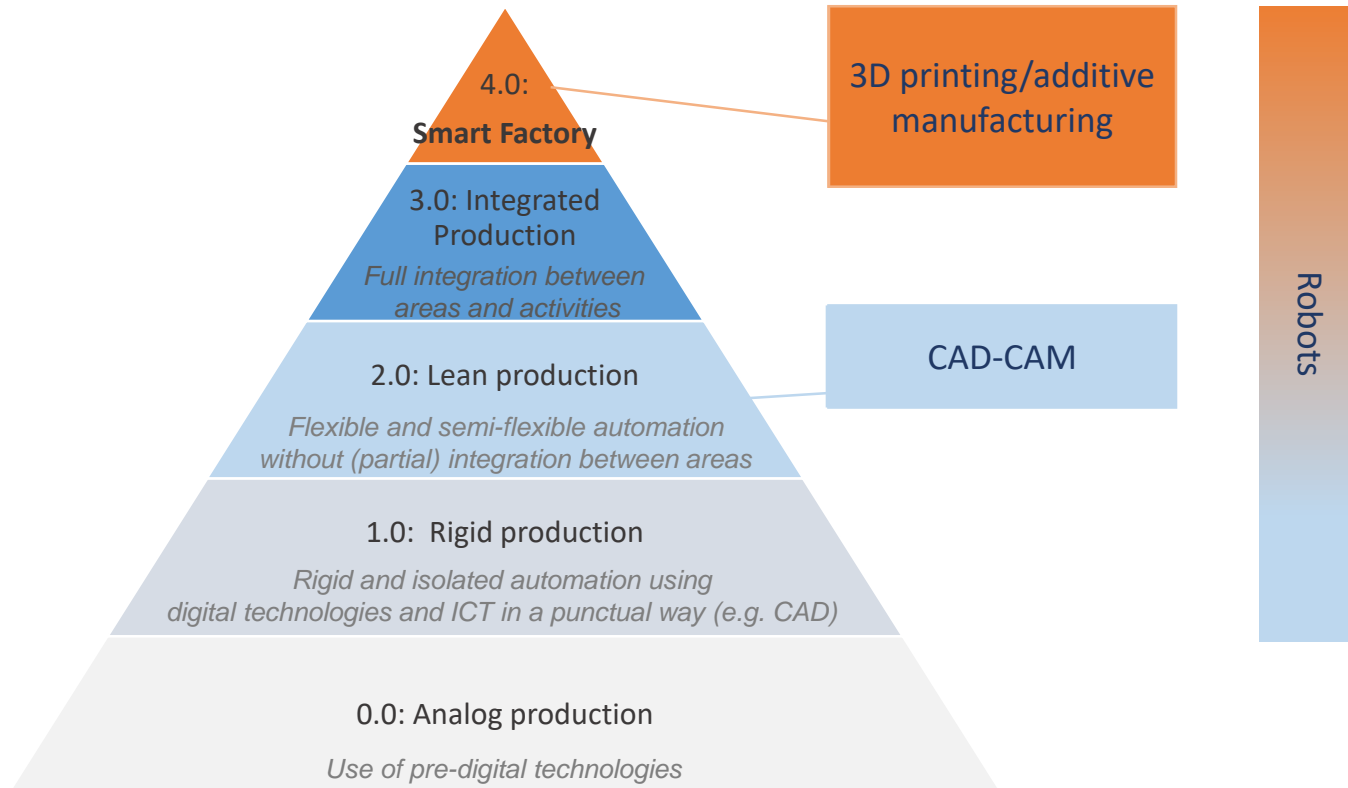 4.0:
Smart Factory
3D printing/additive
manufacturing
3.0: Integrated
Production
Full integration between
areas and activities
Robots
CAD-CAM
2.0: Lean production
Flexible and semi-flexible automation
without (partial) integration between areas
1.0: Rigid production
Rigid and isolated automation using
digital technologies and ICT in a punctual way (e.g. CAD)
0.0: Analog production
Use of pre-digital technologies